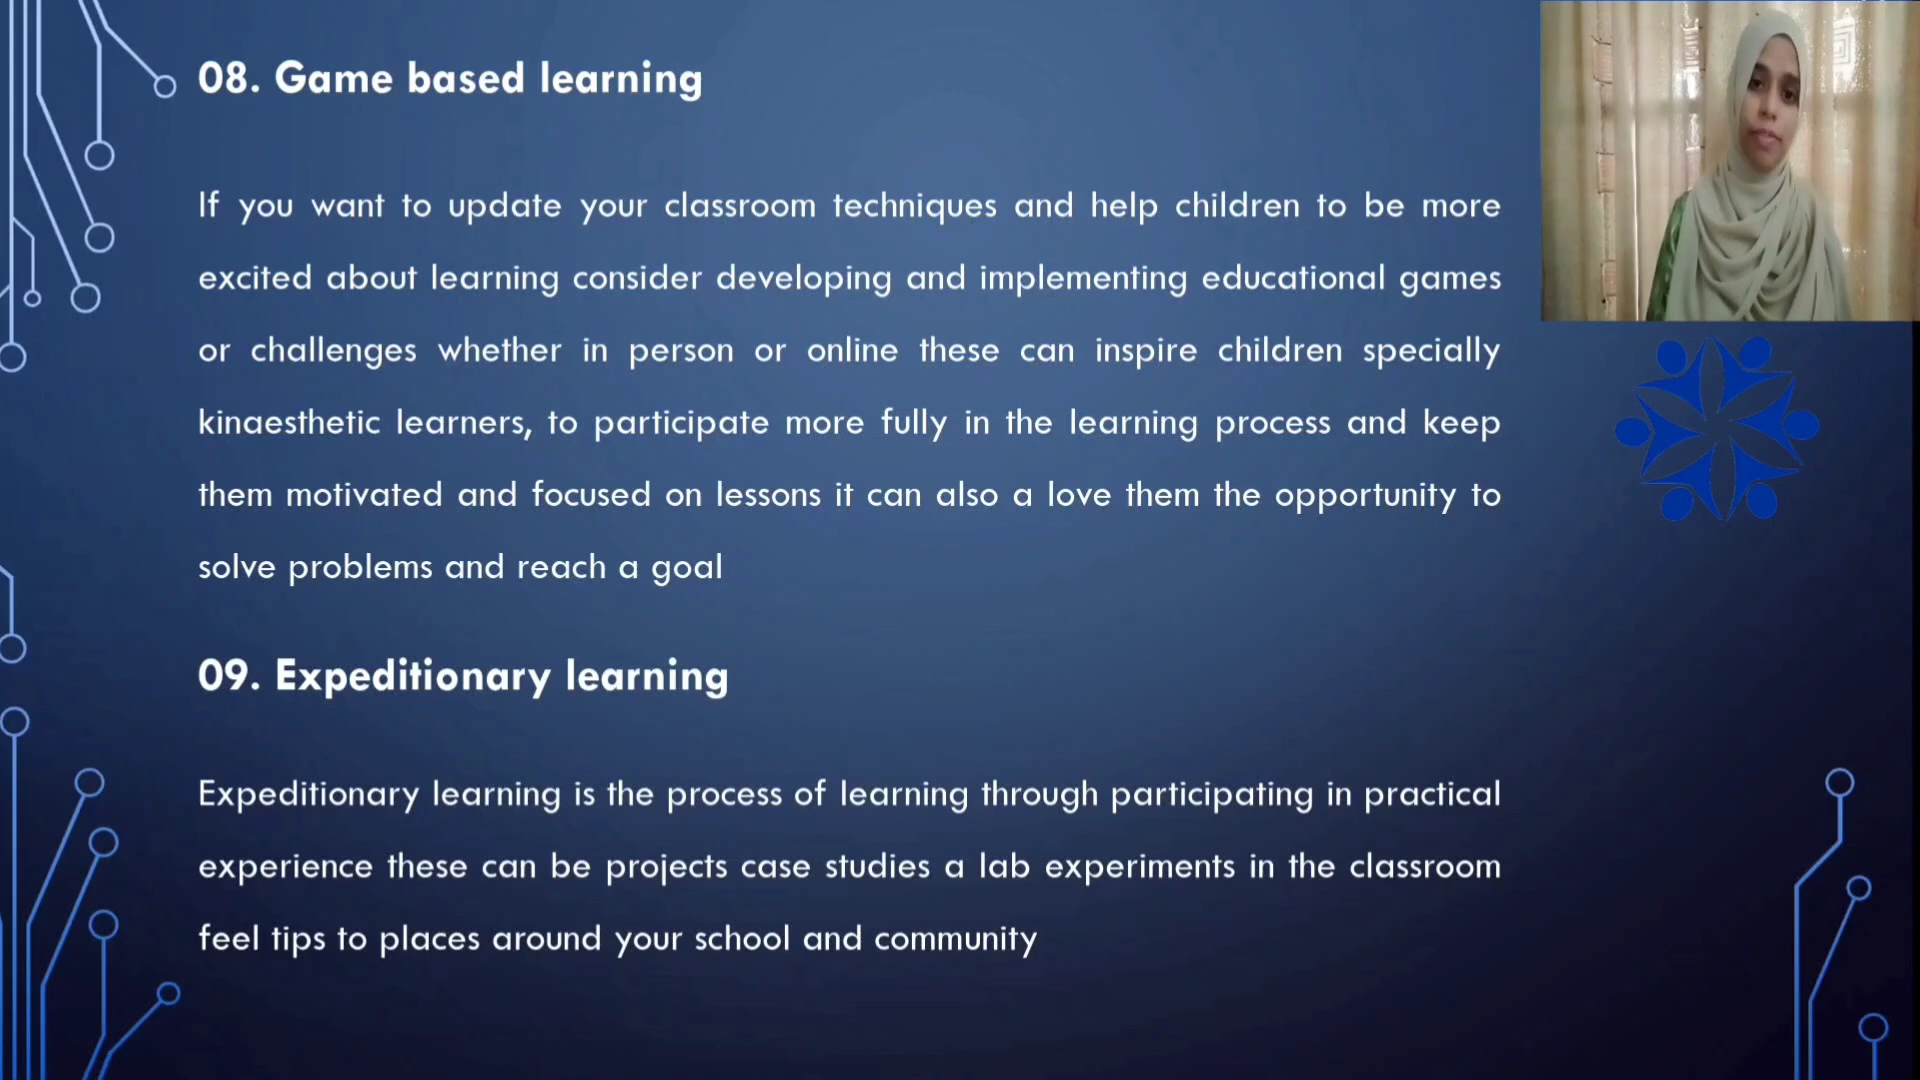 08. Game based learning
If you want to update your classroom techniques and help children to be more
excited about learning consider developing and implementing educational games
or challenges whether in person or online these can inspire children specially
kinaesthetic learners, to participate more fully in the learning process and keep
them motivated and focused on lessons it can also a love them the opportunity to
solve problems and reach a goal
09. Expeditionary learning
Expeditionary learning is the process of learning through participating in practical
experience these can be projects case studies a lab experiments in the classroom
feel tips to places around your school and community